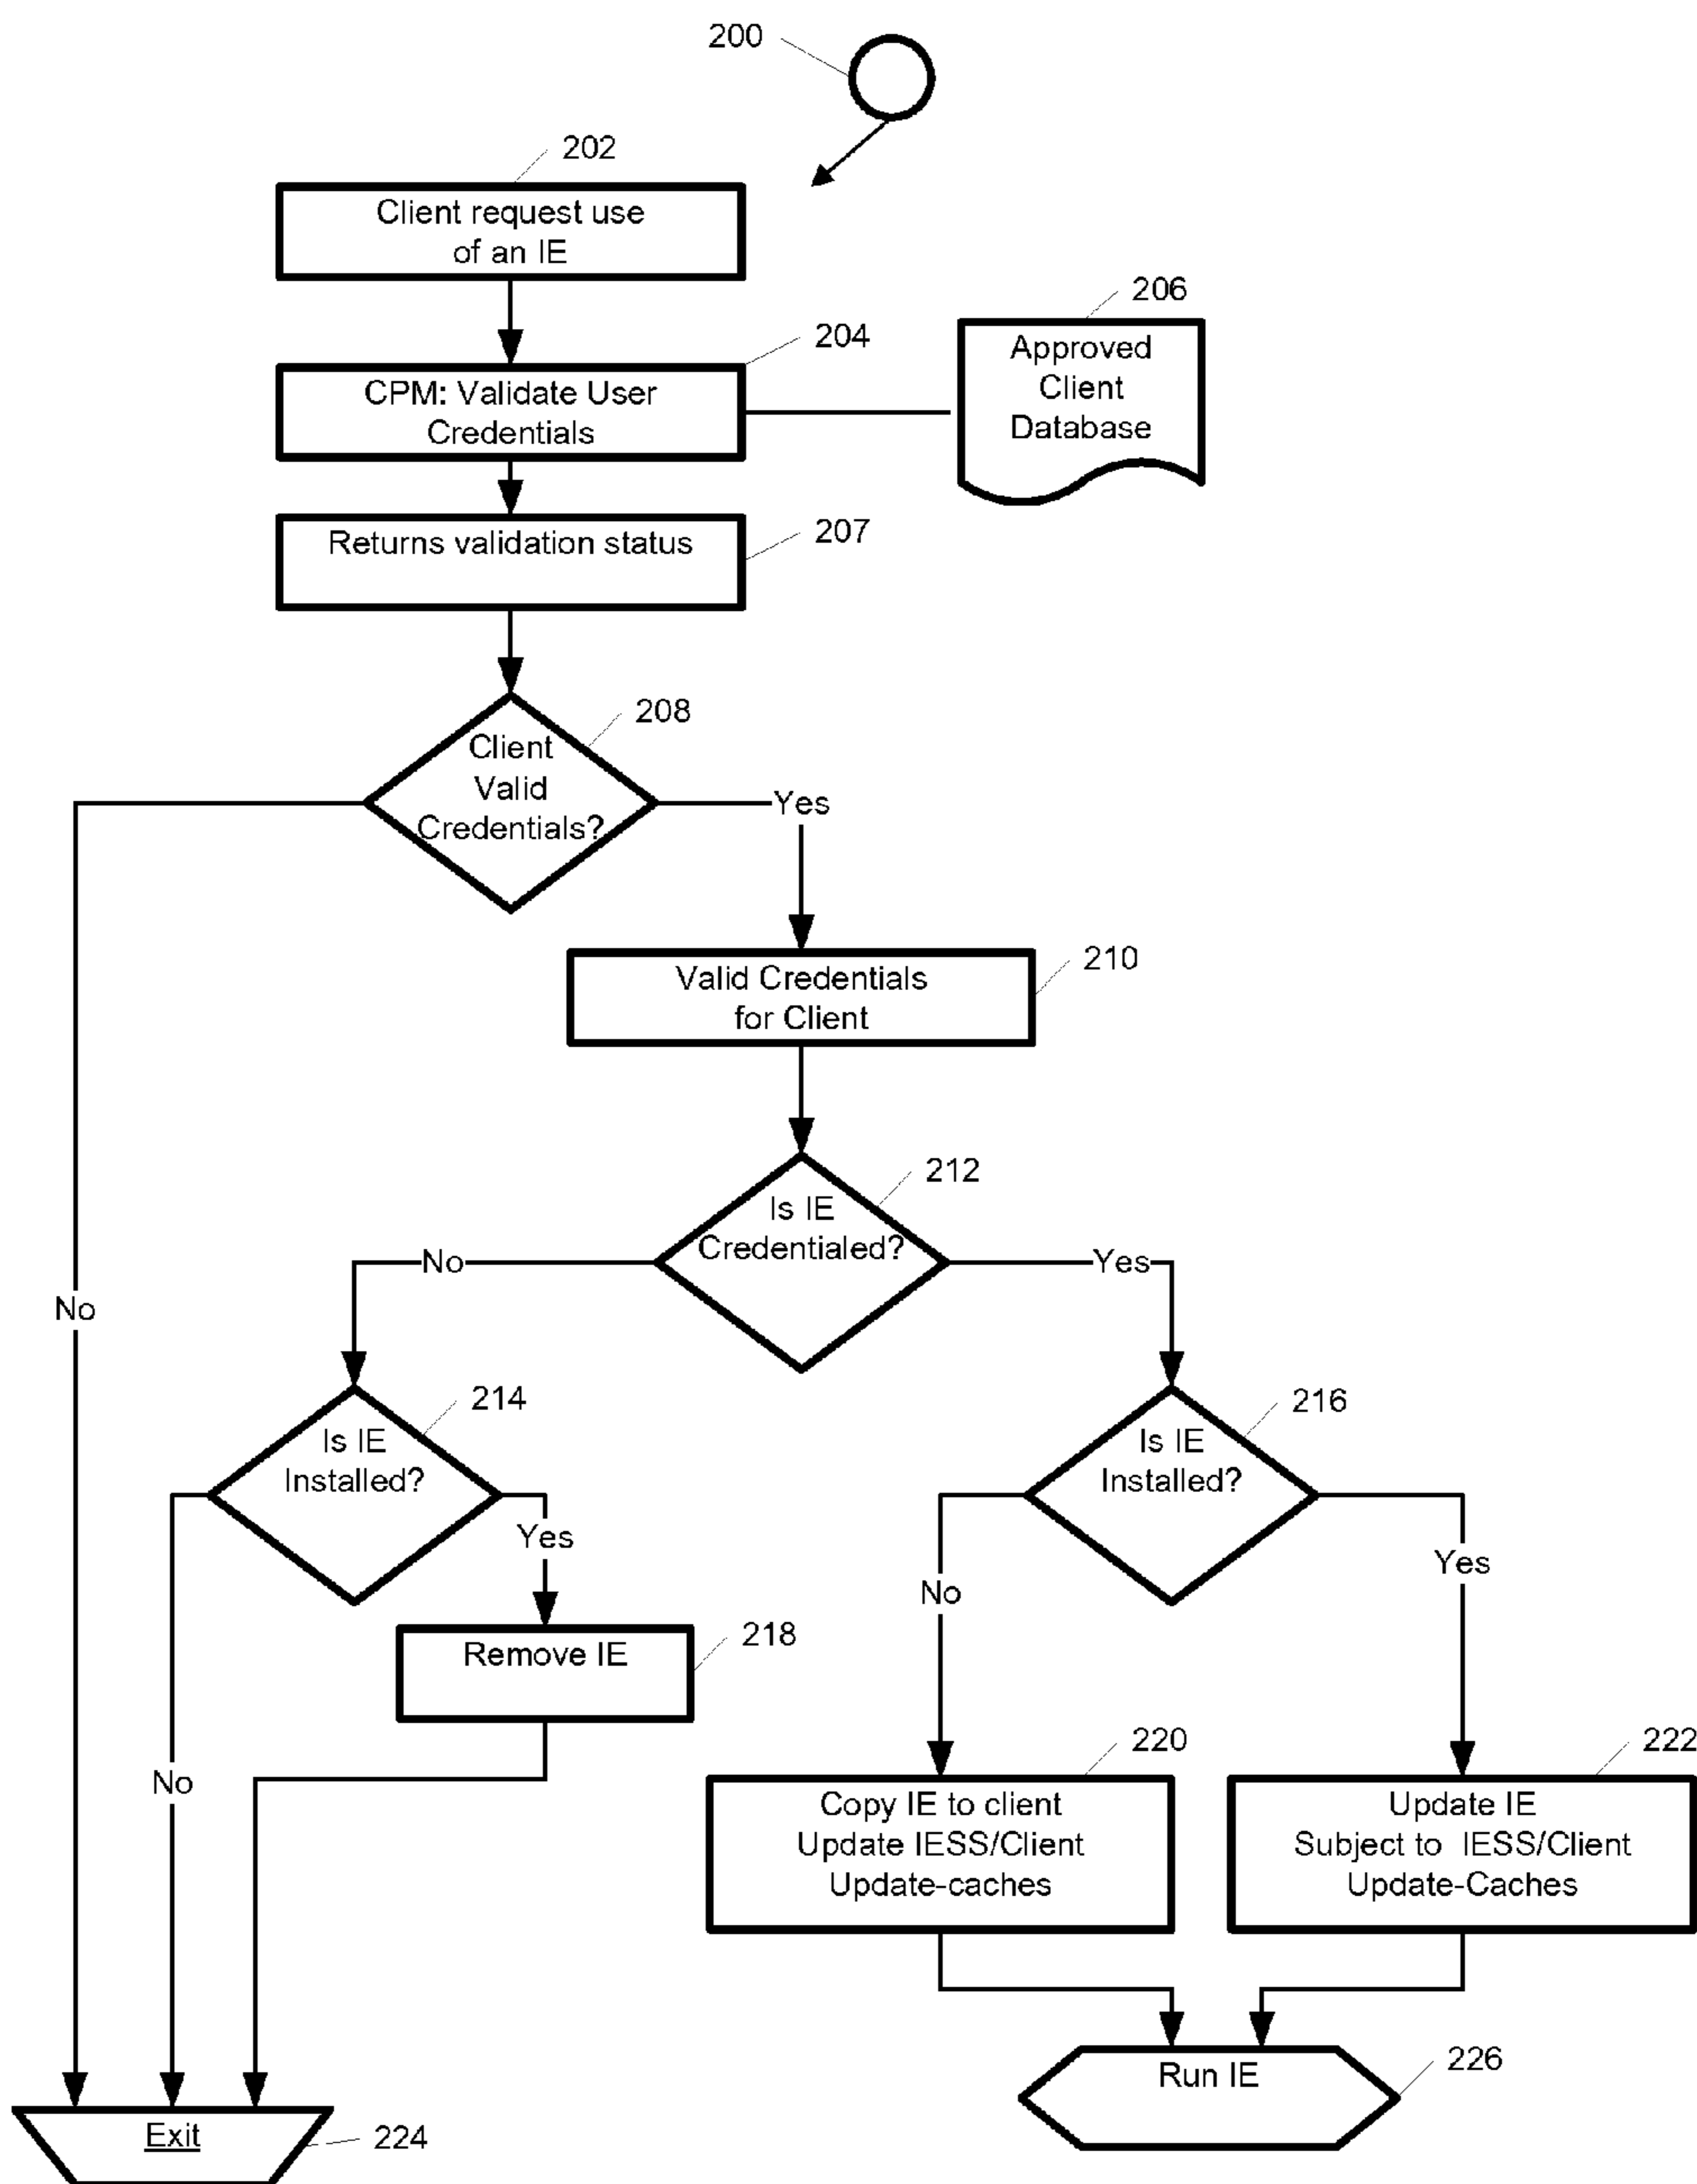 200
202
Client request use
of an IE
206
Approved
Client
Database
204
CPM: Validate User
Credentials
Returns validation status
207
208
Client
Valid
Credentials?
Yes
No
Valid Credentials
for Client
210
212
Is IE
Credentialed?
No
Yes
214
Is IE
Installed?
216
Is IE
Installed?
Yes
No
Yes
No
Remove IE
218
220
Copy IE to client
Update IESS/Client
Update-caches
222
Update IE
Subject to IESS/Client
Update-Caches
Run IE
226
Exit
224